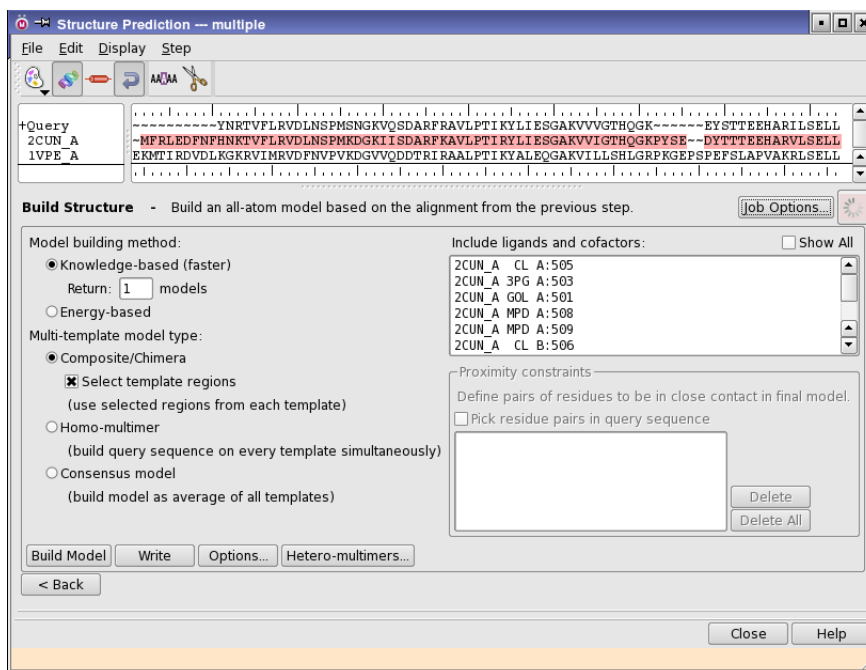 Structure Prediction --- multiple
File Edit Display Step
AAAAA
+Query ~~~~~~~~~~YNRTVFLRVDLNSPMSNGKVQSDARFRAVLPTIKYLIESGAKVVVGTHQGK~~~~~~EYSTTEEHARILSELL
2CUN_A ~MFRLEDFNFHNKTVFLRVDLNSPMKDGKIISDARFKAVLPTIRYLIESGAKVVIGTHQGKPYSE~~DYTTTEEHARVLSELL
1VPE_A EKMTIRDVDLKGKRVIMRVDFNVPVKDGVVQDDTRIRAALPTIKYALEQGAKVILLSHLGRPKGEPSPEFSLAPVAKRLSELL
Build Structure - Build an all-atom model based on the alignment from the previous step. Job Options...
Model building method:
Knowledge-based (faster)
Return: 1 models
Energy-based
Multi-template model type:
Composite/Chimera
Select template regions
(use selected regions from each template)
Homo-multimer
(build query sequence on every template simultaneously)
Consensus model
(build model as average of all templates)
Include ligands and cofactors: Show All
2CUN_A CL A:505
2CUN_A 3PG A:503
2CUN_A GOL A:501
2CUN_A MPD A:508
2CUN_A MPD A:509
2CUN_A CL B:506
Proximity constraints
Define pairs of residues to be in close contact in final model.
Pick residue pairs in query sequence
Delete
Delete All
Build Model Write Options... Hetero-multimers...
< Back
Close Help